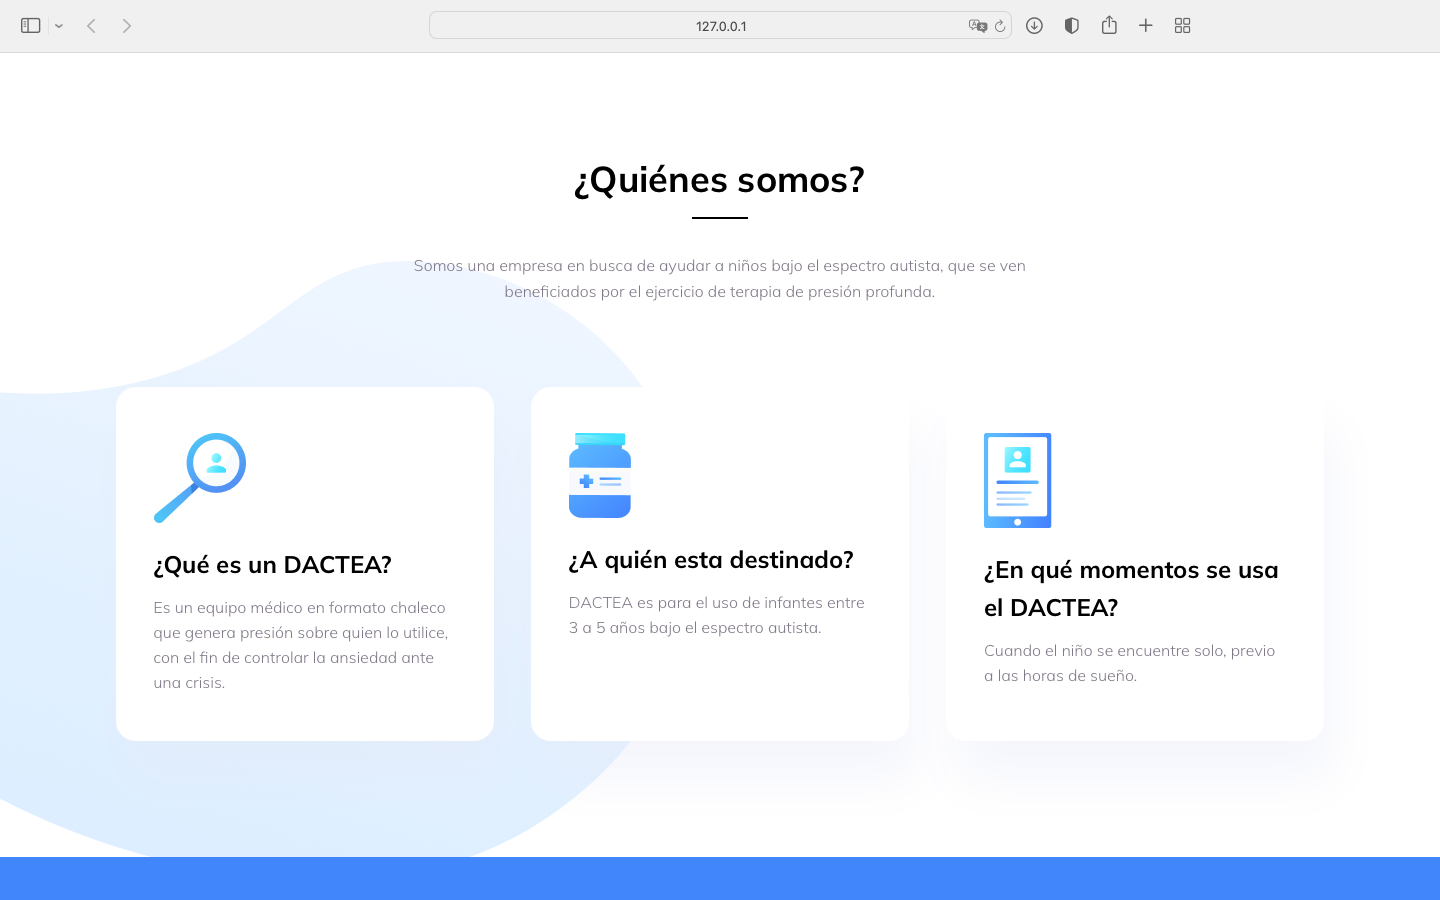 127.0.0.1
¿Quiénes somos?
Somos una empresa en busca de ayudar a niños bajo el espectro autista, que se ven
beneficiados por el ejercicio de terapia de presión profunda.
¿Qué es un DACTEA?
Es un equipo médico en formato chaleco
que genera presión sobre quien lo utilice,
con el fin de controlar la ansiedad ante
una crisis.
¿A quién esta destinado?
DACTEA es para el uso de infantes entre
3 a 5 años bajo el espectro autista.
¿En qué momentos se usa
el DACTEA?
Cuando el niño se encuentre solo, previo
a las horas de sueño.